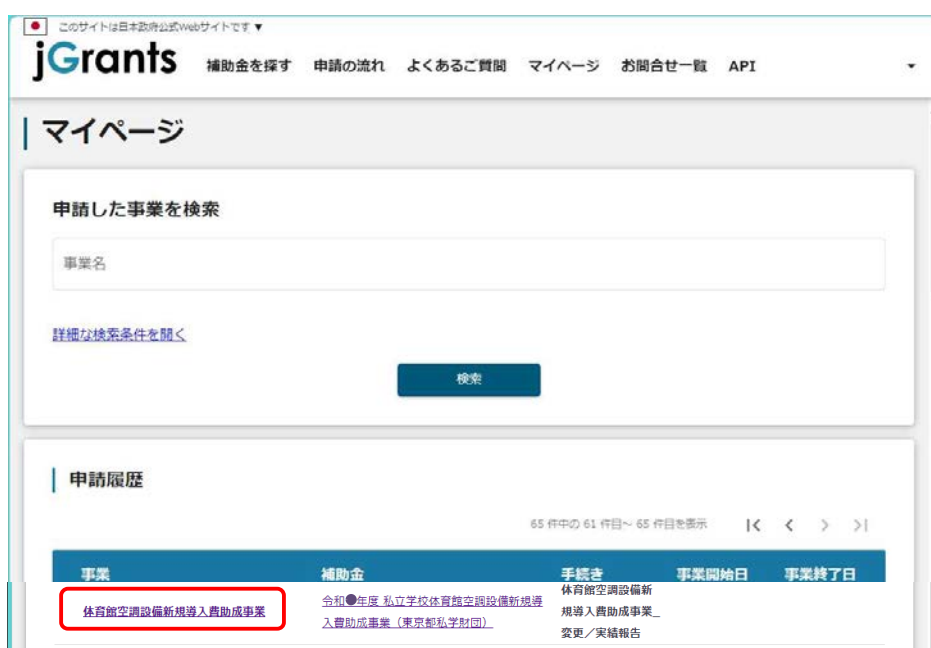 このサイトは日本政府公式Webサイトです ▼
jGrants 補助金を探す 申請の流れ よくあるご質問 マイページ お問合せ一覧 API
マイページ
申請した事業を検索
事業名
詳細な検索条件を開く
検索
申請履歴
65 件中の 61 件目～ 65 件目を表示
事業 補助金 手続き 事業開始日 事業終了日
体育館空調設備新規導入費助成事業
令和●年度 私立学校体育館空調設備新規導
入費助成事業（東京都私学財団）
体育館空調設備新
規導入費助成事業_
変更／実績報告